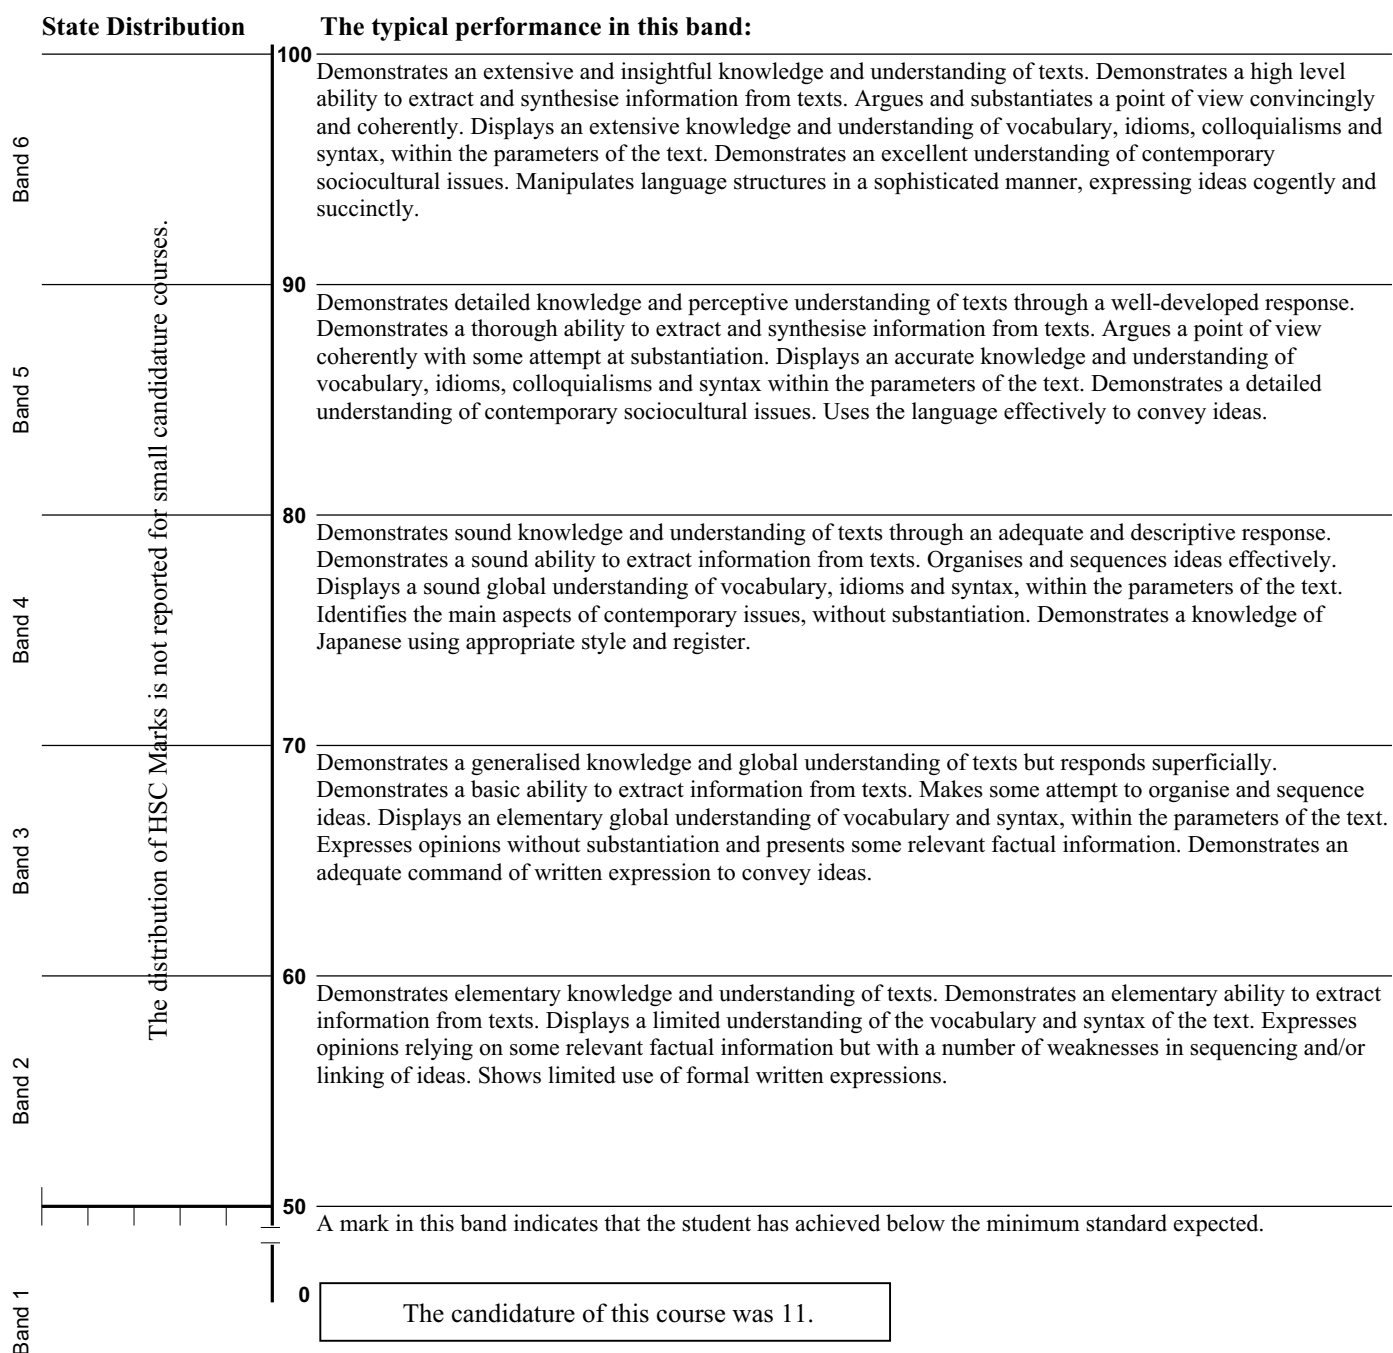 State Distribution
The typical performance in this band:
100
Band 6
Demonstrates an extensive and insightful knowledge and understanding of texts. Demonstrates a high level
ability to extract and synthesise information from texts. Argues and substantiates a point of view convincingly
and coherently. Displays an extensive knowledge and understanding of vocabulary, idioms, colloquialisms and
syntax, within the parameters of the text. Demonstrates an excellent understanding of contemporary
sociocultural issues. Manipulates language structures in a sophisticated manner, expressing ideas cogently and
succinctly.
The distribution of HSC Marks is not reported for small candidature courses.
90
Band 5
Demonstrates detailed knowledge and perceptive understanding of texts through a well-developed response.
Demonstrates a thorough ability to extract and synthesise information from texts. Argues a point of view
coherently with some attempt at substantiation. Displays an accurate knowledge and understanding of
vocabulary, idioms, colloquialisms and syntax within the parameters of the text. Demonstrates a detailed
understanding of contemporary sociocultural issues. Uses the language effectively to convey ideas.
80
Band 4
Demonstrates sound knowledge and understanding of texts through an adequate and descriptive response.
Demonstrates a sound ability to extract information from texts. Organises and sequences ideas effectively.
Displays a sound global understanding of vocabulary, idioms and syntax, within the parameters of the text.
Identifies the main aspects of contemporary issues, without substantiation. Demonstrates a knowledge of
Japanese using appropriate style and register.
70
Band 3
Demonstrates a generalised knowledge and global understanding of texts but responds superficially.
Demonstrates a basic ability to extract information from texts. Makes some attempt to organise and sequence
ideas. Displays an elementary global understanding of vocabulary and syntax, within the parameters of the text.
Expresses opinions without substantiation and presents some relevant factual information. Demonstrates an
adequate command of written expression to convey ideas.
60
Band 2
Demonstrates elementary knowledge and understanding of texts. Demonstrates an elementary ability to extract
information from texts. Displays a limited understanding of the vocabulary and syntax of the text. Expresses
opinions relying on some relevant factual information but with a number of weaknesses in sequencing and/or
linking of ideas. Shows limited use of formal written expressions.
50
A mark in this band indicates that the student has achieved below the minimum standard expected.
0
Band 1
The candidature of this course was 11.